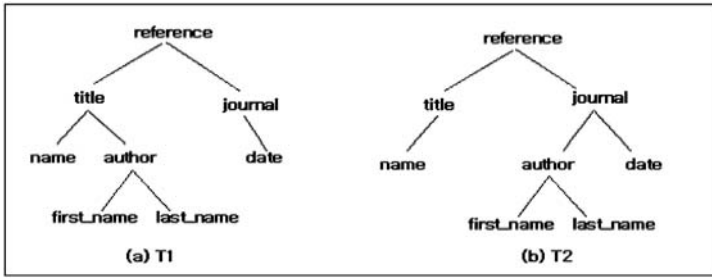 reference
title journal
name author date
first_name last_name
(a) T1
reference
title journal
name author date
first_name last_name
(b) T2